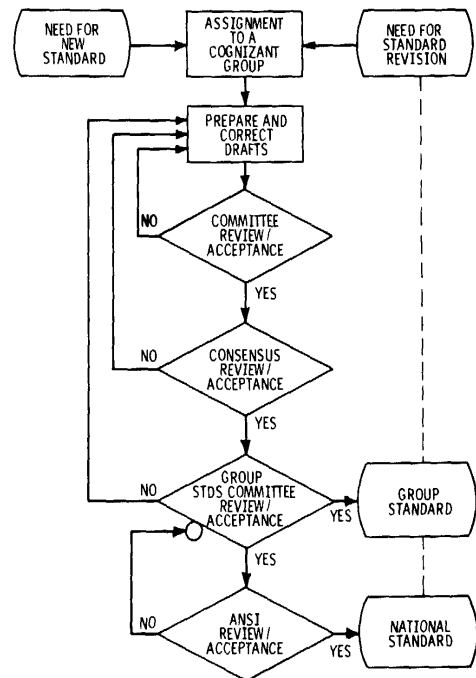 NEED FOR
NEW
STANDARD
ASSIGNMENT
TO A
COGNIZANT
GROUP
NEED FOR
STANDARD
REVISION
PREPARE AND
CORRECT
DRAFTS
NO
COMMITTEE
REVIEW/
ACCEPTANCE
YES
NO
CONSENSUS
REVIEW/
ACCEPTANCE
YES
NO
GROUP
STDS COMMITTEE
REVIEW/
ACCEPTANCE
YES
GROUP
STANDARD
YES
NO
ANSI
REVIEW/
ACCEPTANCE
YES
NATIONAL
STANDARD